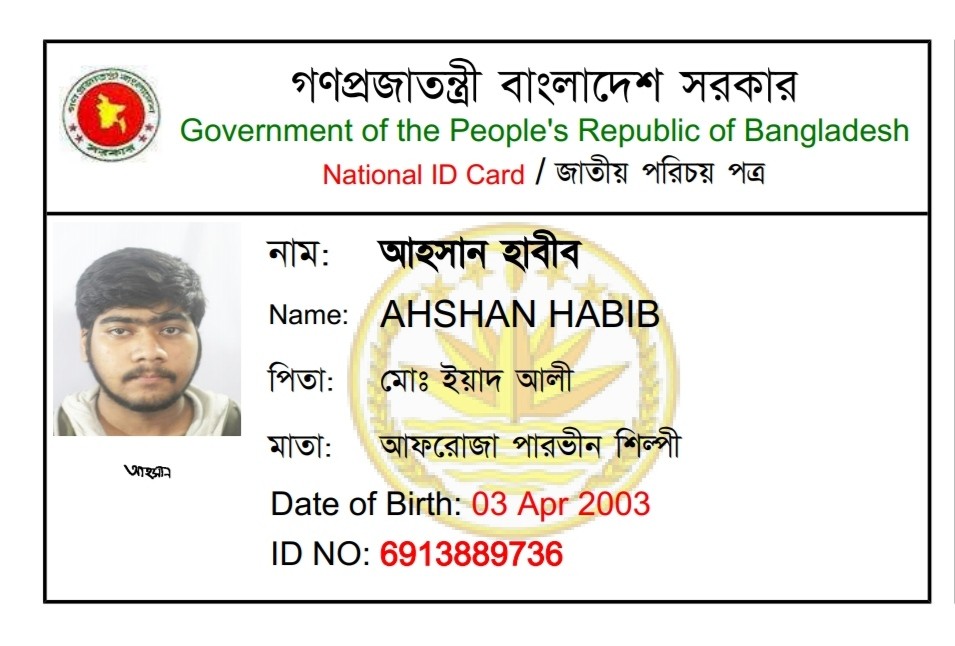 গণপ্রজাতন্ত্রী বাংলাদেশ সরকার
Government of the People's Republic of Bangladesh
National ID Card / জাতীয় পরিচয় পত্র
নাম: আহসান হাবীব
Name: AHSHAN HABIB
পিতা: মোঃ ইয়াদ আলী
মাতা: আফরোজা পারভীন শিল্পী
আহসান
Date of Birth: 03 Apr 2003
ID NO: 6913889736